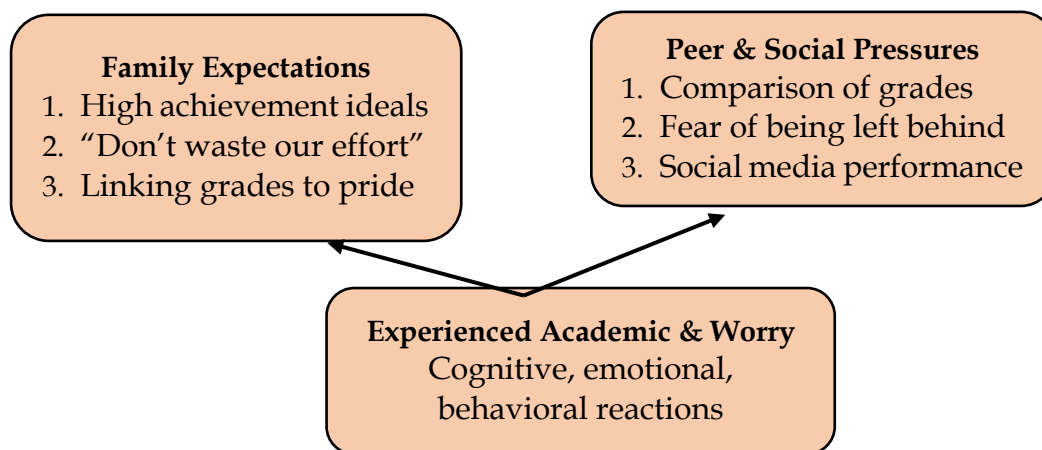 Family Expectations
1. High achievement ideals
2. “Don’t waste our effort”
3. Linking grades to pride
Peer & Social Pressures
1. Comparison of grades
2. Fear of being left behind
3. Social media performance
Experienced Academic & Worry
Cognitive, emotional,
behavioral reactions